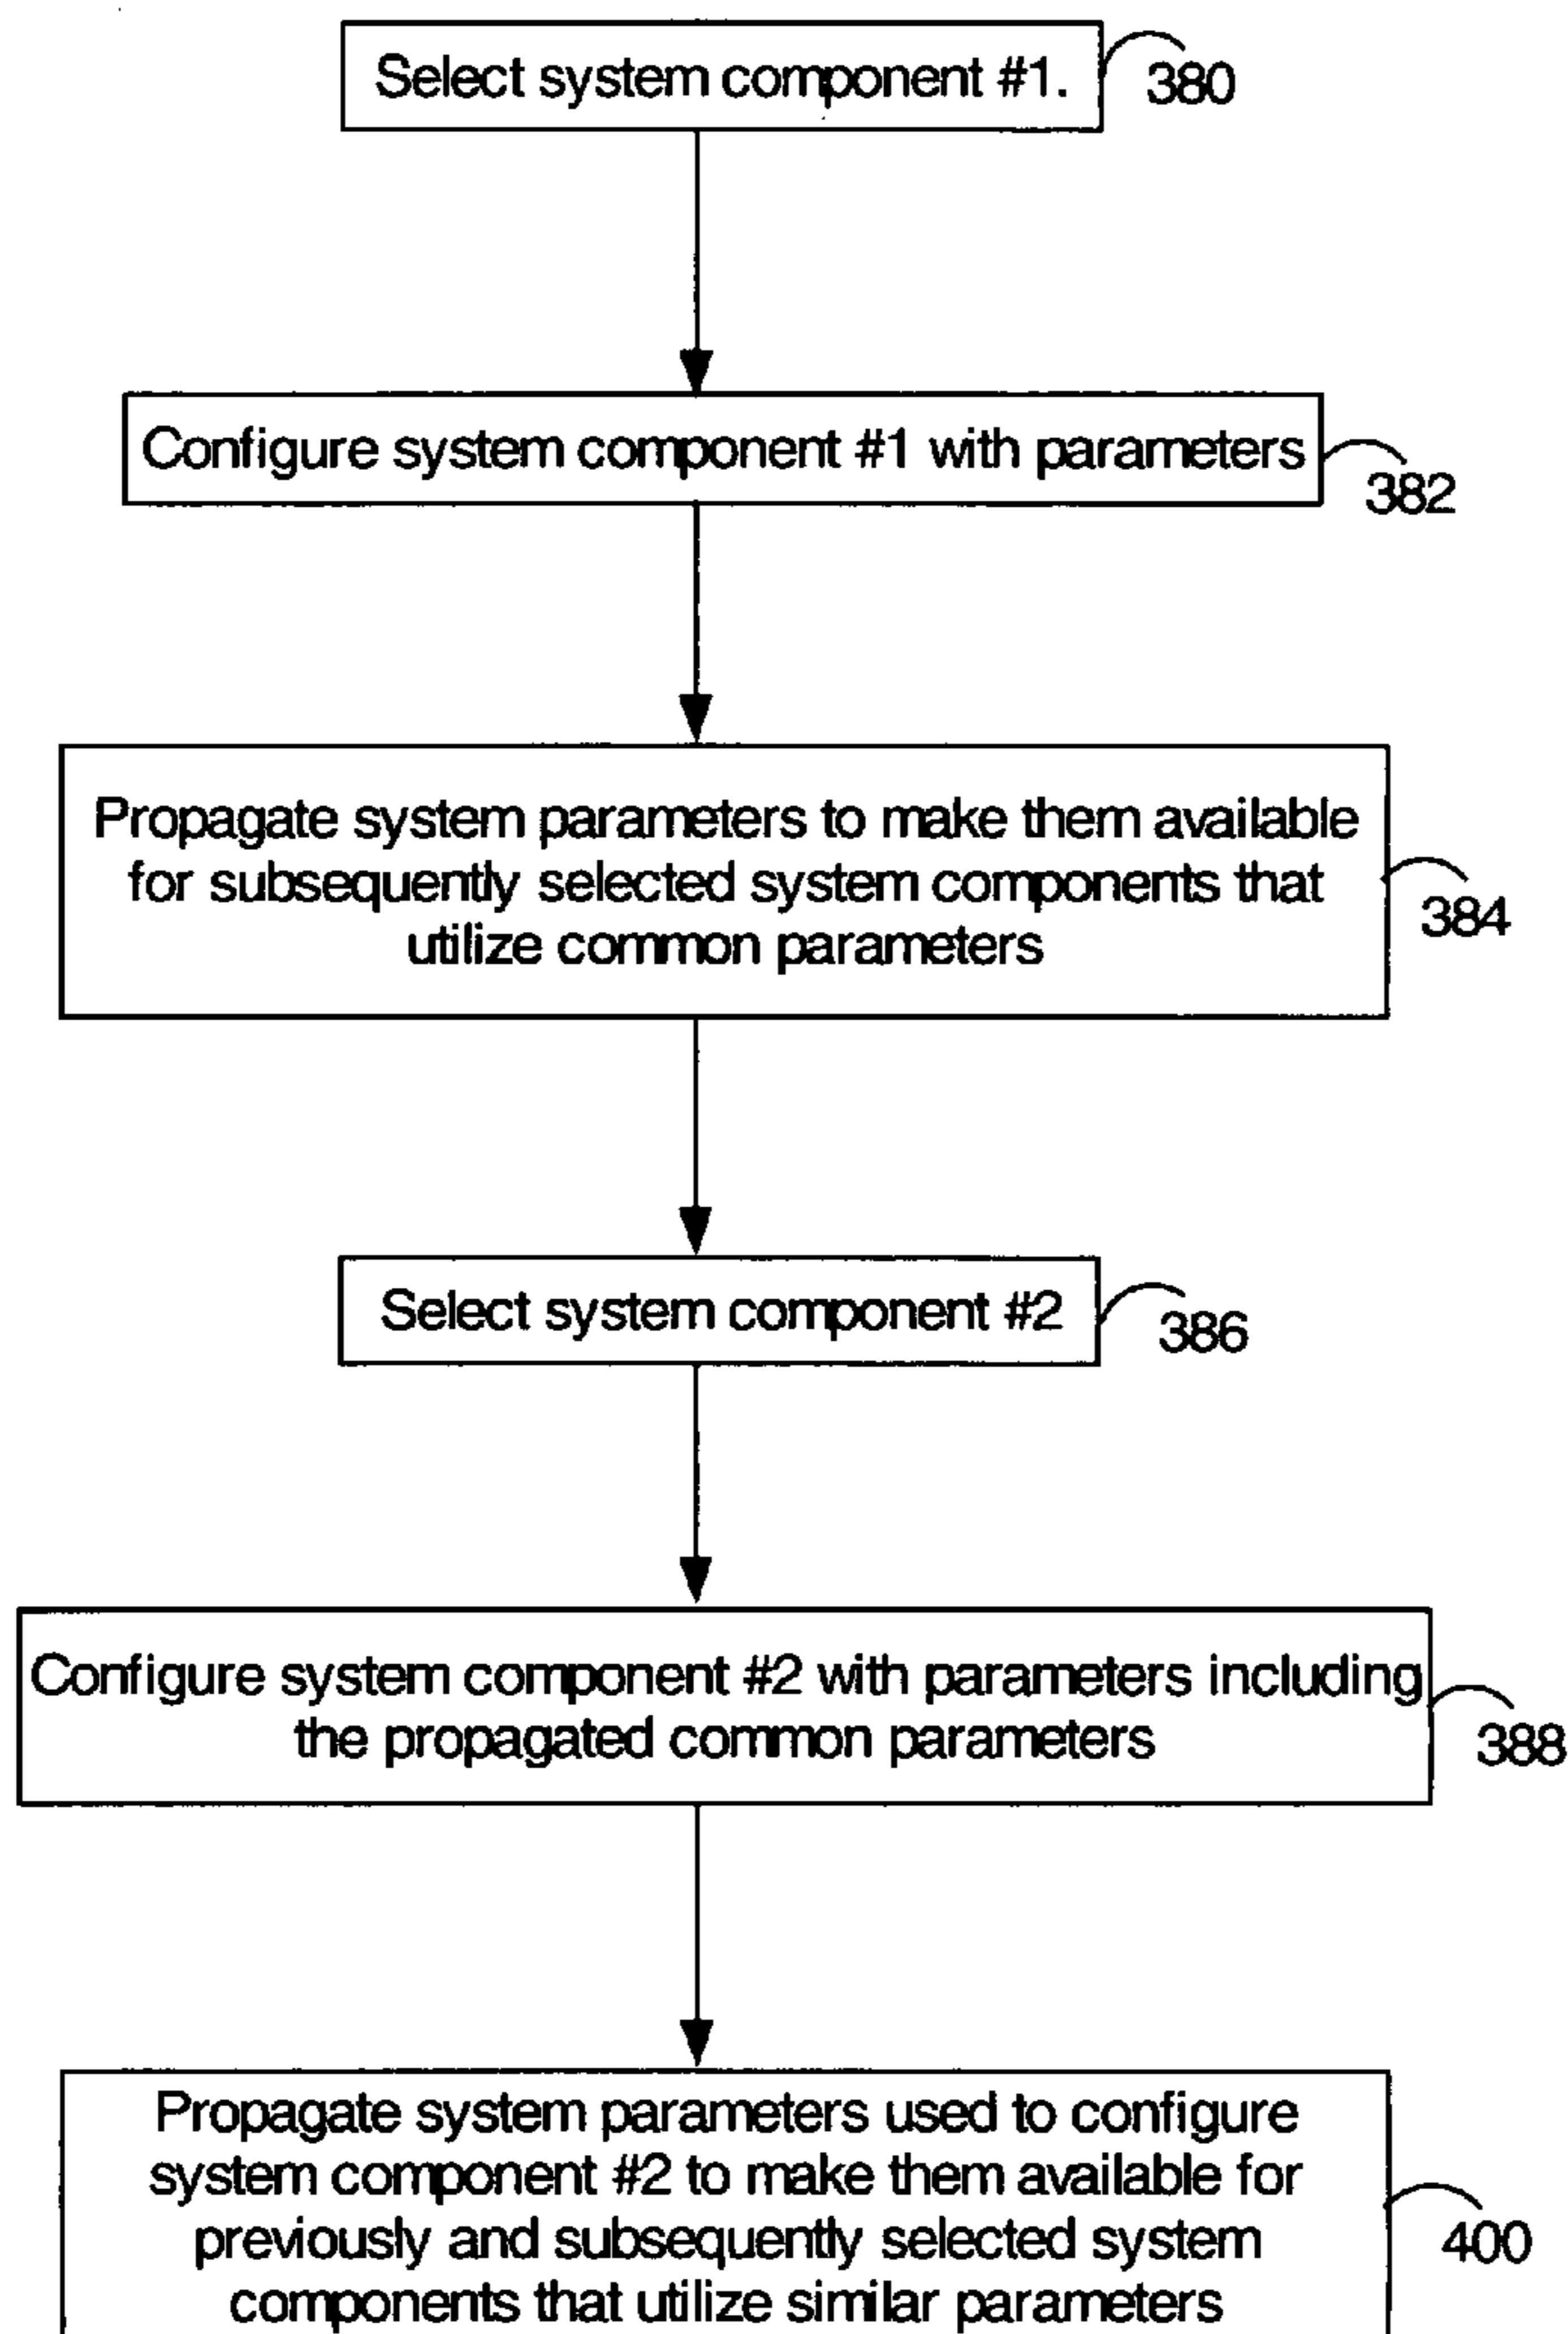 Select system component #1.
380
Configure system component #1 with parameters
382
Propagate system parameters to make them available
for subsequently selected system components that
utilize common parameters
384
Select system component #2
386
Configure system component #2 with parameters including
the propagated common parameters
388
Propagate system parameters used to configure
system component #2 to make them available for
previously and subsequently selected system
components that utilize similar parameters
400